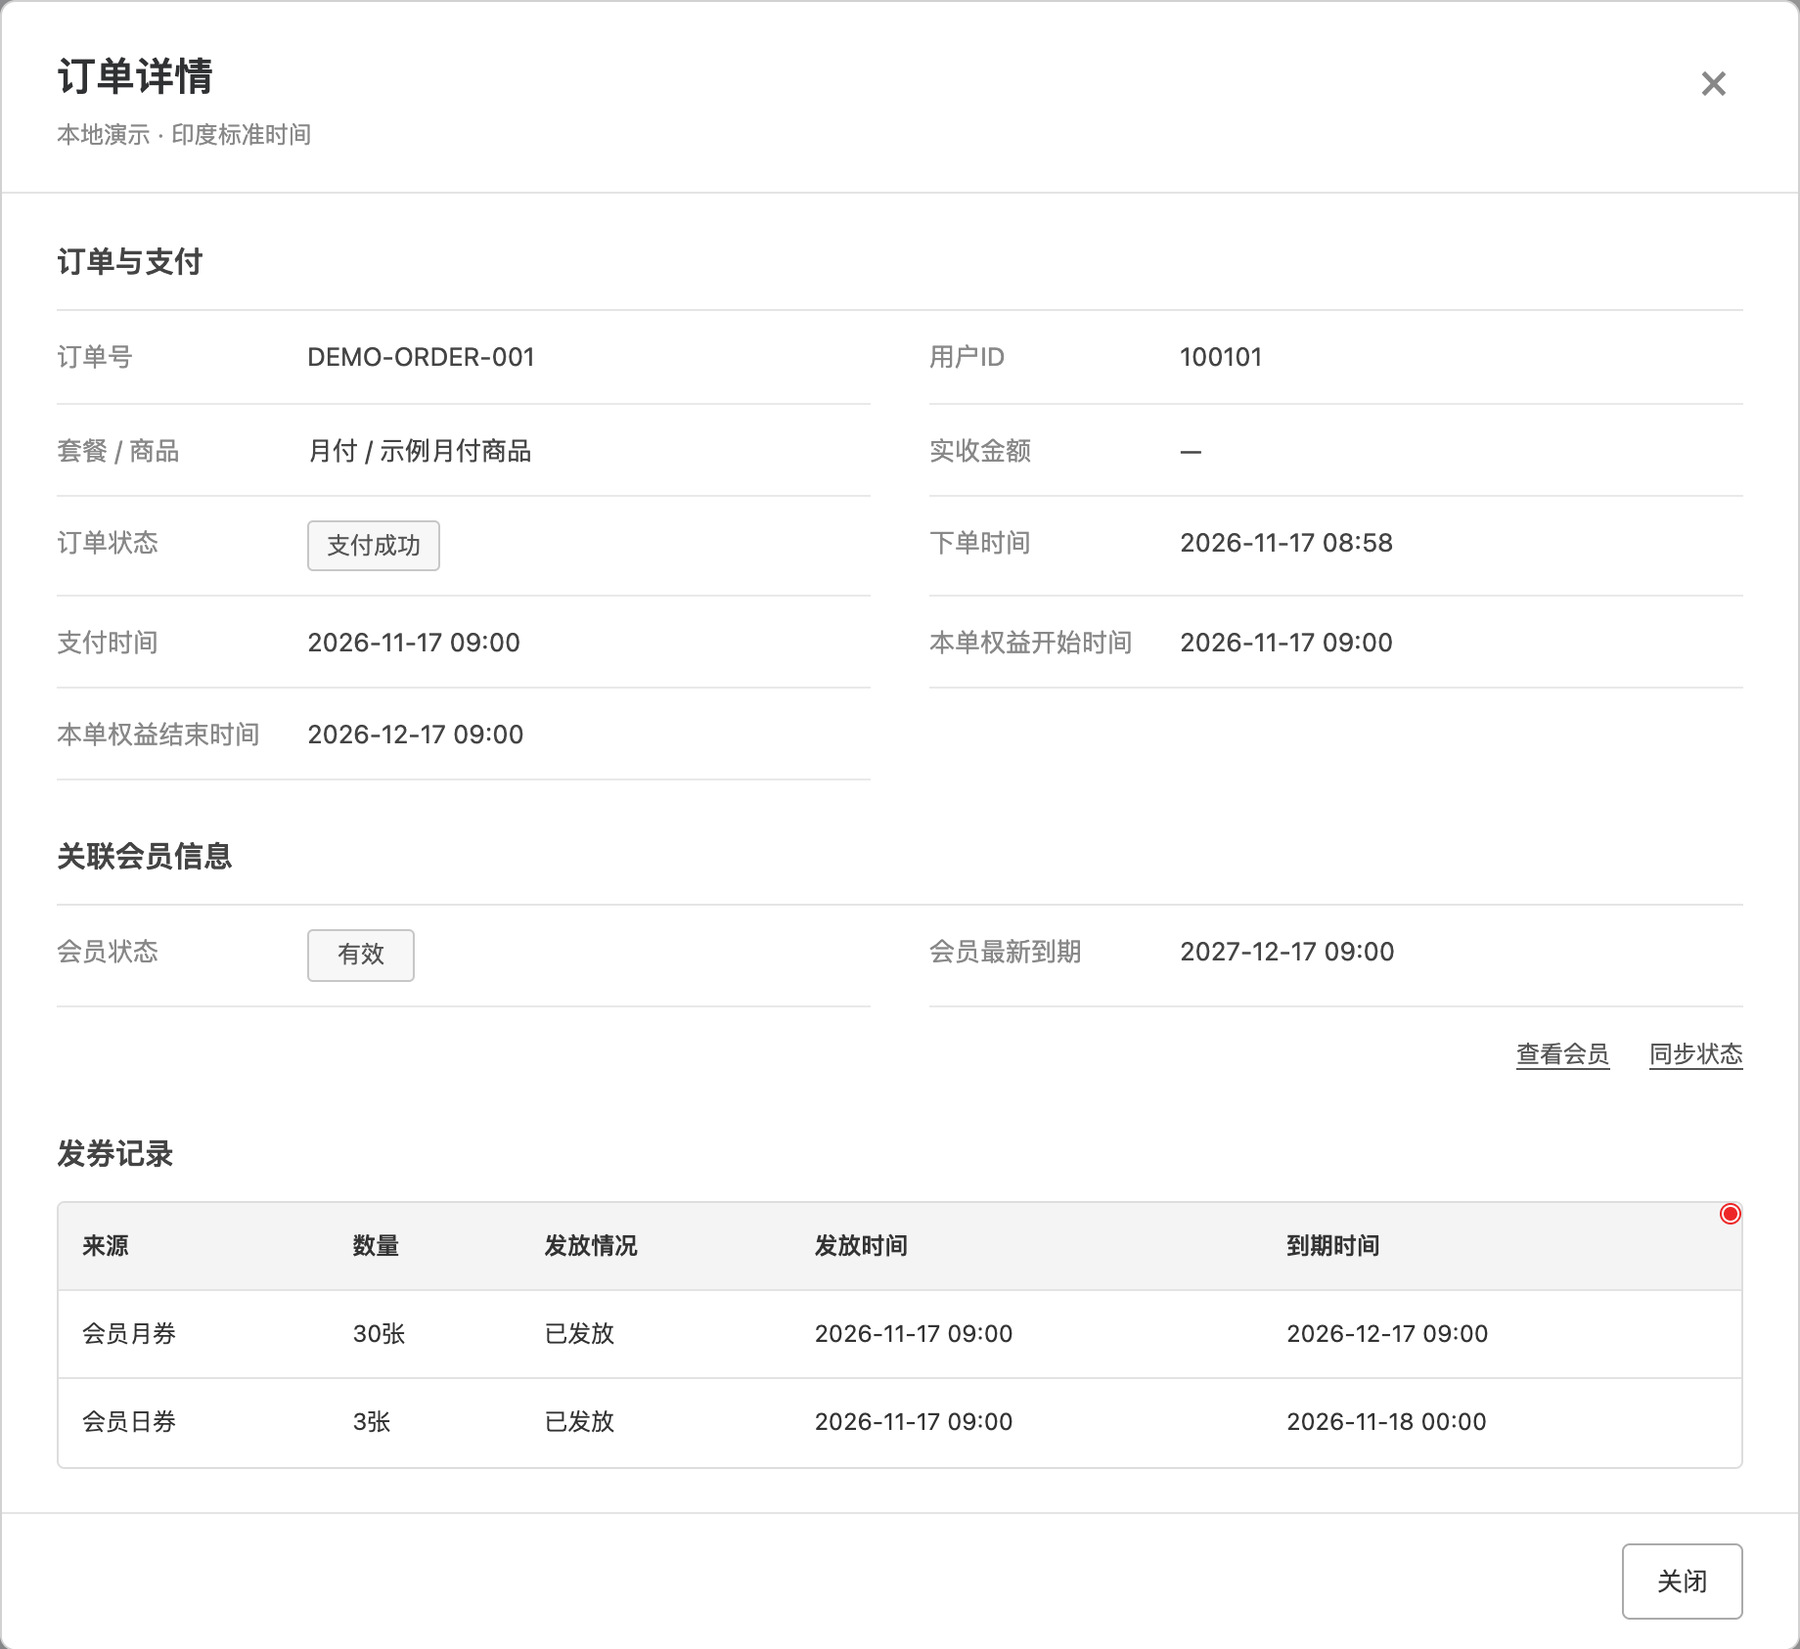 订单详情
本地演示 · 印度标准时间
订单与支付
订单号 DEMO-ORDER-001 用户ID 100101
套餐 / 商品 月付 / 示例月付商品 实收金额 —
订单状态 支付成功 下单时间 2026-11-17 08:58
支付时间 2026-11-17 09:00 本单权益开始时间 2026-11-17 09:00
本单权益结束时间 2026-12-17 09:00
关联会员信息
会员状态 有效 会员最新到期 2027-12-17 09:00
查看会员 同步状态
发券记录
来源 数量 发放情况 发放时间 到期时间
会员月券 30张 已发放 2026-11-17 09:00 2026-12-17 09:00
会员日券 3张 已发放 2026-11-17 09:00 2026-11-18 00:00
关闭